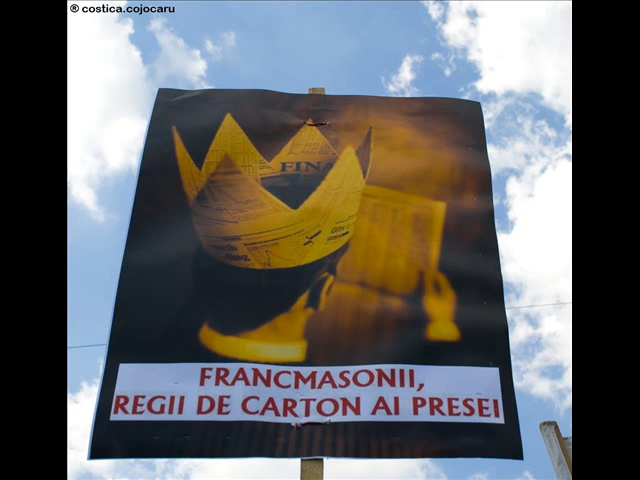 ® costica.cojocaru
FINA
FRANCMASONII,
REGII DE CARTON AI PRESEI